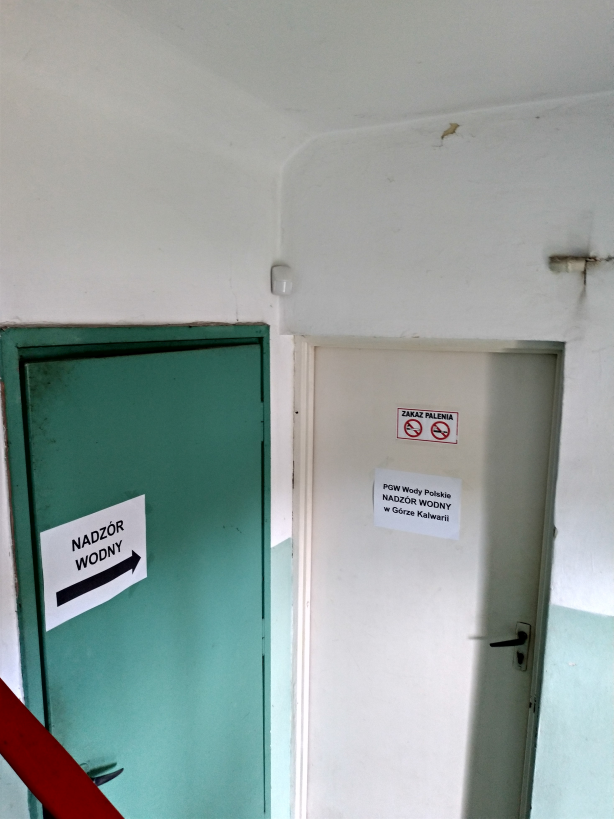 NADZÓR
WODNY
ZAKAZ PALENIA
PGW Wody Polskie
NADZÓR WODNY
w Górze Kalwarii